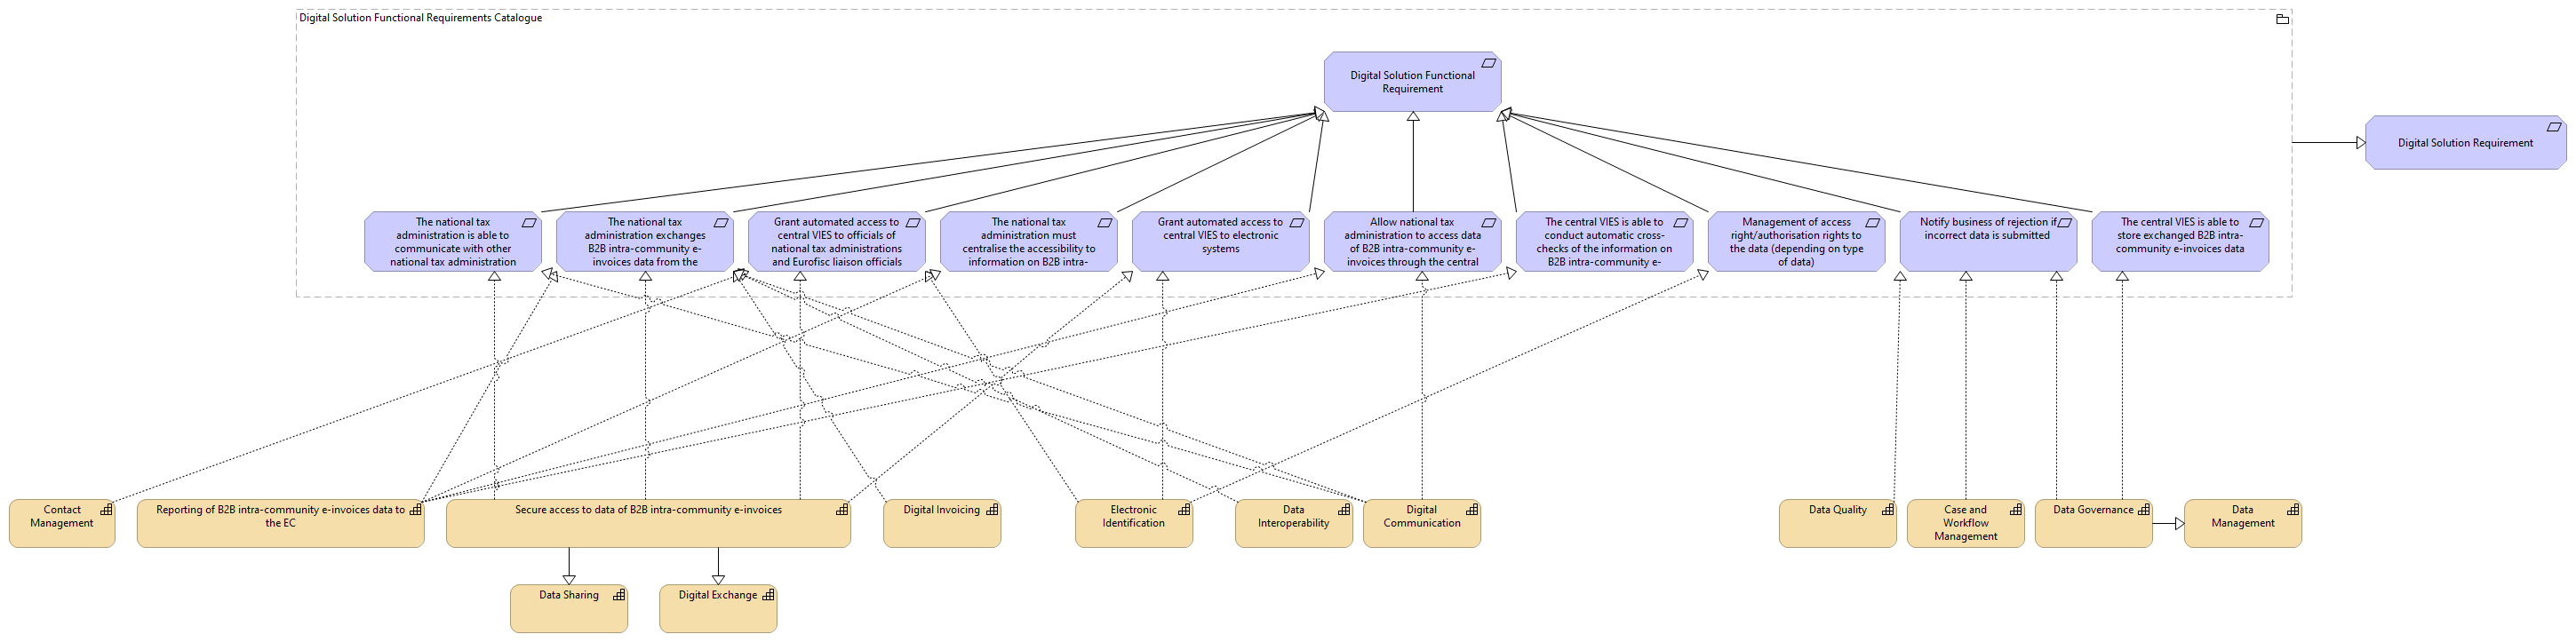 Digital Solution Functional Requirements Catalogue
Digital Solution Functional
Requirement
Digital Solution Requirement
The national tax
administration is able to
communicate with other
national tax administration
The national tax
administration exchanges
B2B intra-community e-
invoices data from the
Grant automated access to
central VIES to officials of
national tax administrations
and Eurofisc liaison officials
The national tax
administration must
centralise the accessibility to
information on B2B intra-
Grant automated access to
central VIES to electronic
systems
Allow national tax
administration to access data
of B2B intra-community e-
invoices through the central
The central VIES is able to
conduct automatic cross-
checks of the information on
B2B intra-community e-
Management of access
right/authorisation rights to
the data (depending on type
of data)
Notify business of rejection if
incorrect data is submitted
The central VIES is able to
store exchanged B2B intra-
community e-invoices data
Contact
Management
Reporting of B2B intra-community e-invoices data to
the EC
Secure access to data of B2B intra-community e-invoices
Digital Invoicing
Electronic
Identification
Data
Interoperability
Digital
Communication
Data Quality
Case and
Workflow
Management
Data Governance
Data
Management
Data Sharing
Digital Exchange